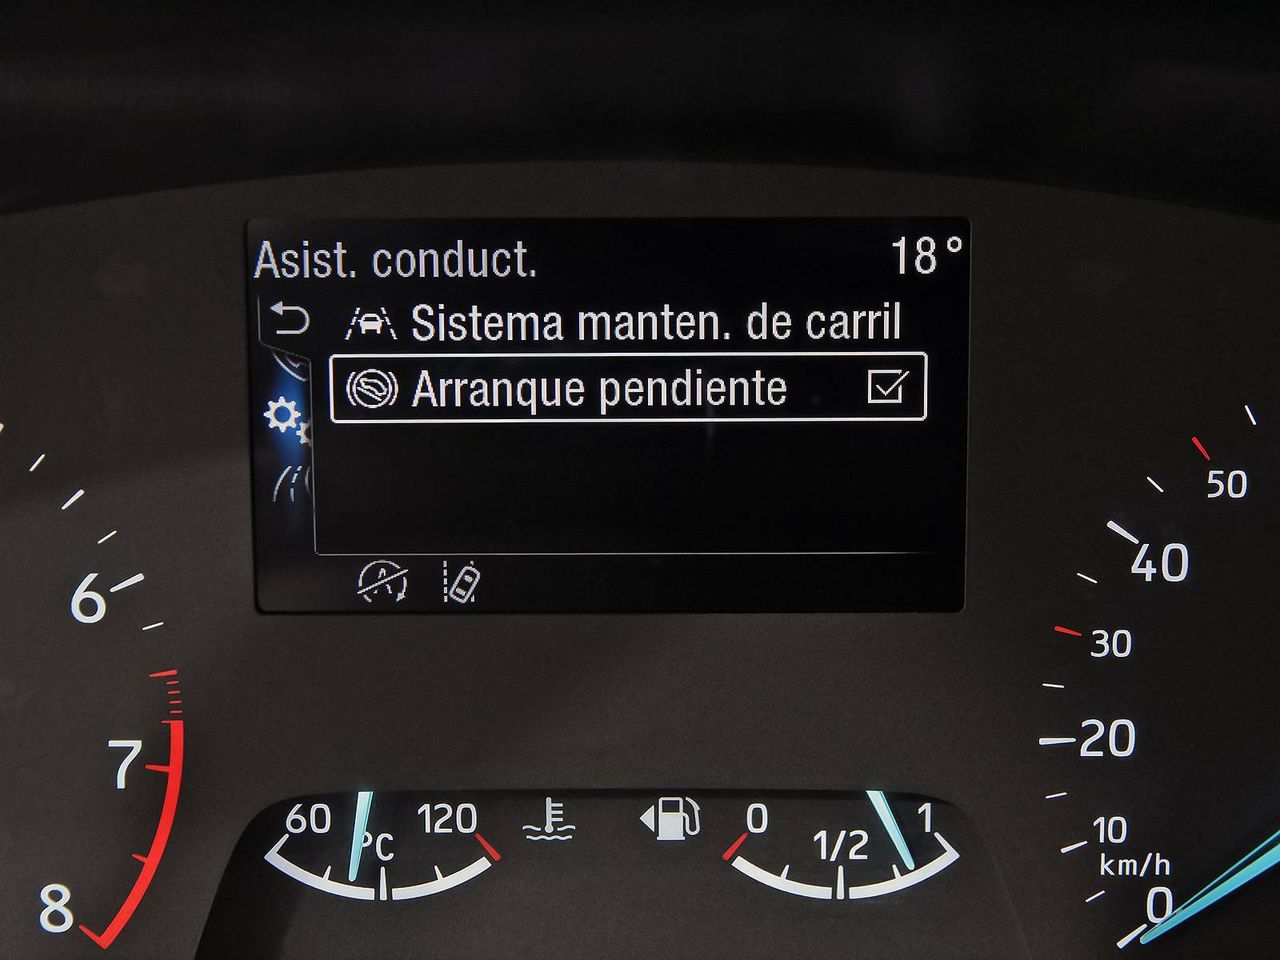 Asist. conduct. 18°
Sistema manten. de carril
Arranque pendiente
A
6
7
8
60 120
°C
0 1/2 1
50
40
30
20
10
km/h
0